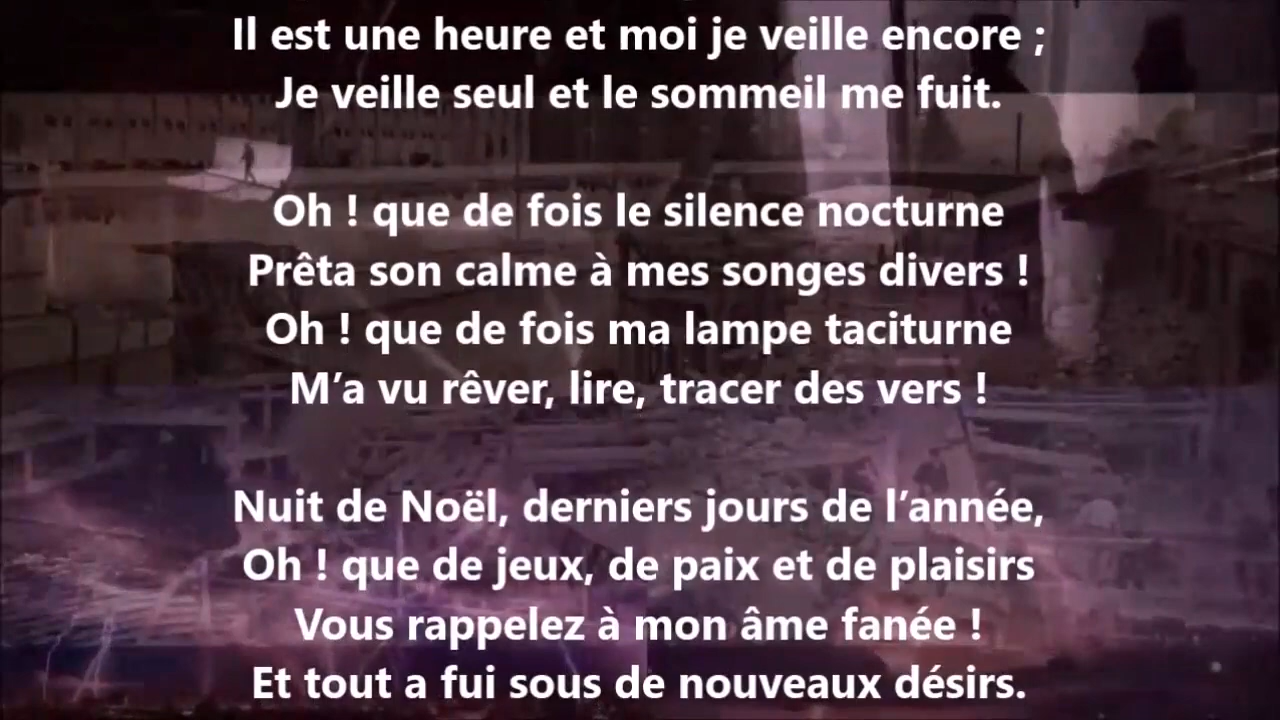 Il est une heure et moi je veille encore ;
Je veille seul et le sommeil me fuit.
Oh ! que de fois le silence nocturne
Prêta son calme à mes songes divers !
Oh ! que de fois ma lampe taciturne
M’a vu rêver, lire, tracer des vers !
Nuit de Noël, derniers jours de l’année,
Oh ! que de jeux, de paix et de plaisirs
Vous rappelez à mon âme fanée !
Et tout a fui sous de nouveaux désirs.